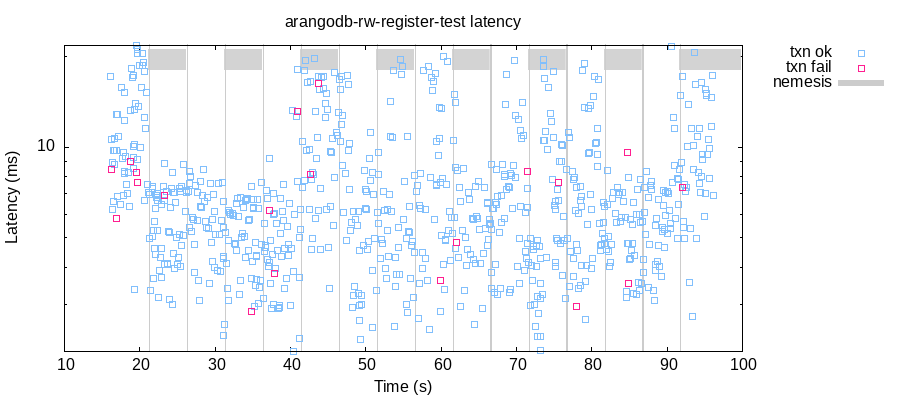 arangodb-rw-register-test latency
txn ok
txn fail
nemesis
Latency (ms)
10
10 20 30 40 50 60 70 80 90 100
Time (s)